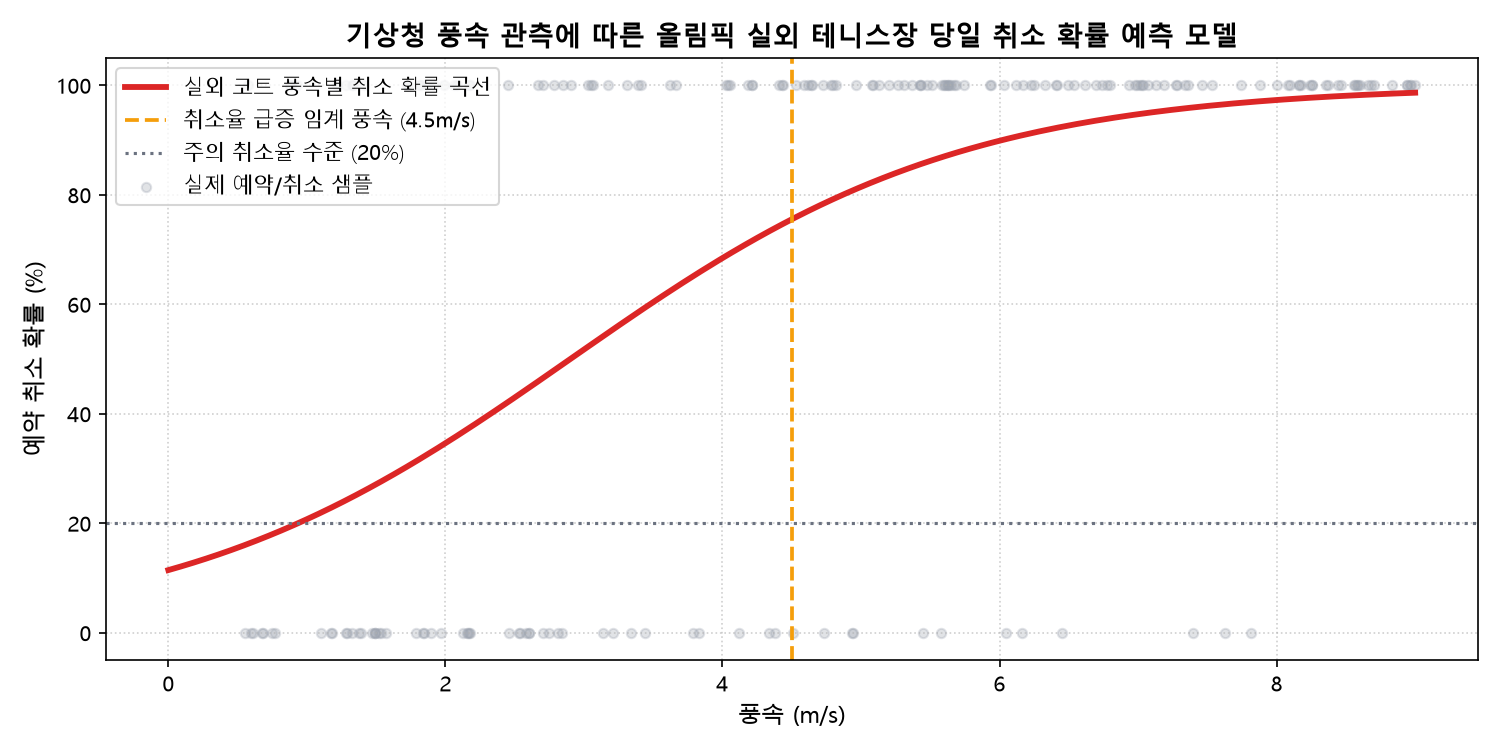 기상청 풍속 관측에 따른 올림픽 실외 테니스장 당일 취소 확률 예측 모델
실외 코트 풍속별 취소 확률 곡선
취소율 급증 임계 풍속 (4.5m/s)
주의 취소율 수준 (20%)
실제 예약/취소 샘플
예약 취소 확률 (%)
100
80
60
40
20
0
0 2 4 6 8
풍속 (m/s)